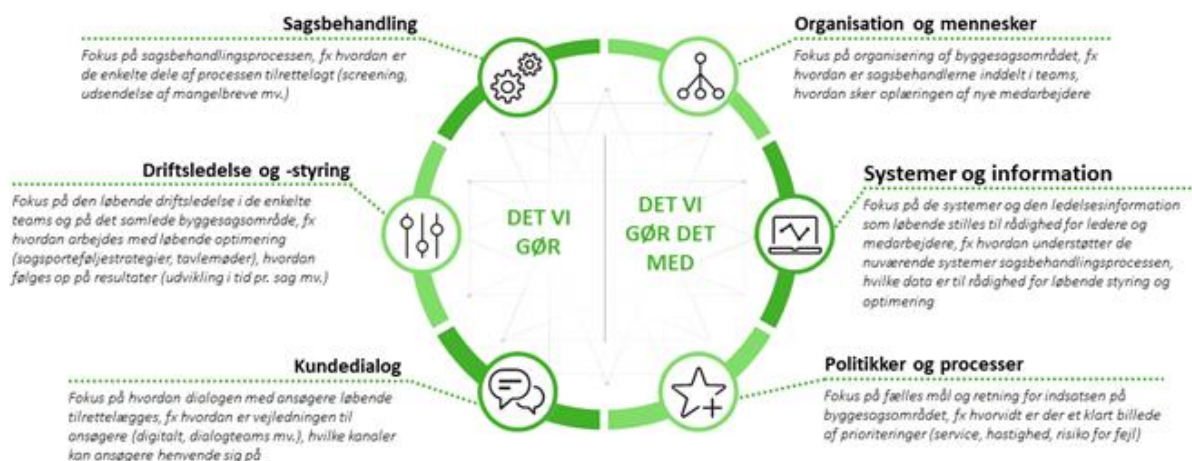 Sagsbehandling
Fokus på sagsbehandlingsprocessen, fx hvordan er
de enkelte dele af processen tilrettelagt (screening,
udsendelse af mangelbreve mv.)
Driftsledelse og -styring
Fokus på den løbende driftsledelse i de enkelte
teams og på det samlede byggesagsområde, fx
hvordan arbejdes med løbende optimering
(sagsporteføljestrategier, tavlemøder), hvordan
følges op på resultater (udvikling i tid pr. sag mv.)
Kundedialog
Fokus på hvordan dialogen med ansøgere løbende
tilrettelægges, fx hvordan er vejledningen til
ansøgere (digitalt, dialogteams mv.), hvilke kanaler
kan ansøgere henvende sig på
DET VI
GØR
DET VI
GØR DET
MED
Organisation og mennesker
Fokus på organisering af byggesagsområdet, fx
hvordan er sagsbehandlerne inddelt i teams,
hvordan sker oplæringen af nye medarbejdere
Systemer og information
Fokus på de systemer og den ledelsesinformation
som løbende stilles til rådighed for ledere og
medarbejdere, fx hvordan understøtter de
nuværende systemer sagsbehandlingsprocessen,
hvilke data er til rådighed for løbende styring og
optimering
Politikker og processer
Fokus på fælles mål og retning for indsatsen på
byggesagsområdet, fx hvorvidt er der et klart billede
af prioriteringer (service, hastighed, risiko for fejl)